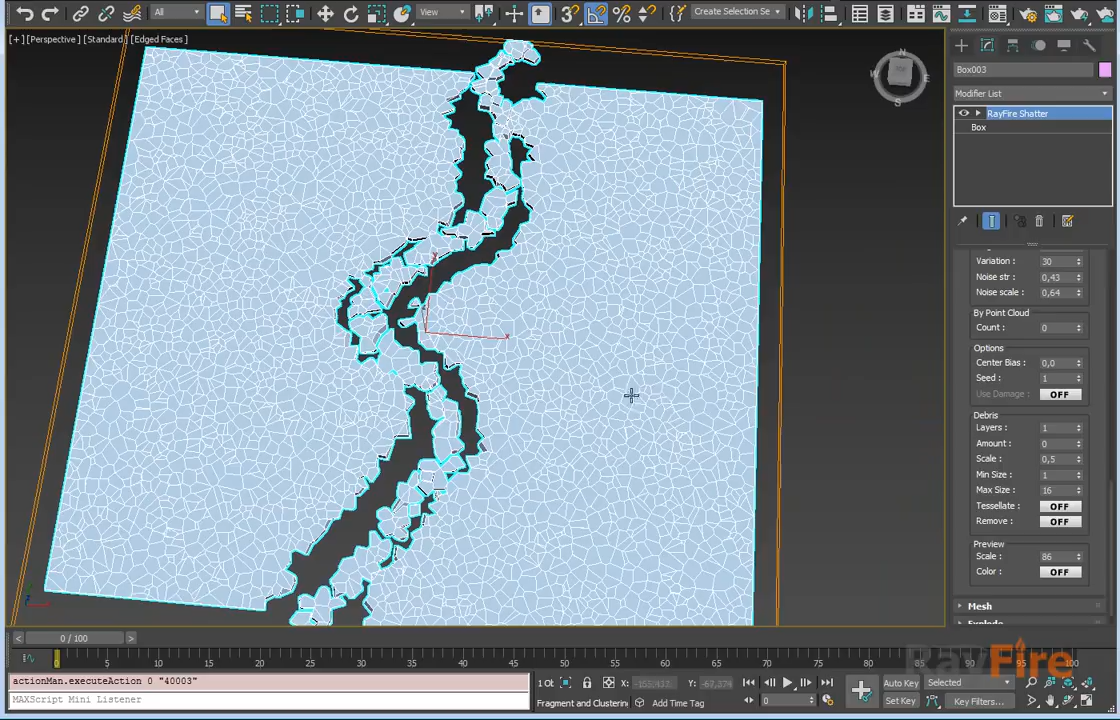 All
View
Create Selection Se
[+] [Perspective ] [Standard ] [Edged Faces ]
N
W
E
S
Box003
Modifier List
RayFire Shatter
Box
Variation : 30
Noise str : 0,43
Noise scale : 0,64
By Point Cloud
Count : 0
Options
Center Bias : 0,0
Seed : 1
Use Damage : OFF
Debris
Layers : 1
Amount : 0
Scale : 0,5
Min Size : 1
Max Size : 16
Tessellate : OFF
Remove : OFF
Preview
Scale : 86
Color : OFF
Mesh
Explode
x
y
< 0 / 100 >
0 5 10 15 20 25 30 35 40 45 50 55 60 65 70 75 80 85 90 95 100
RayFire
actionMan.executeAction 0 "40003"
MAXScript Mini Listener
X: Y: -67,374
Fragment and Clustering
Add Time Tag
Auto Key Selected
Set Key Key Filters...
0